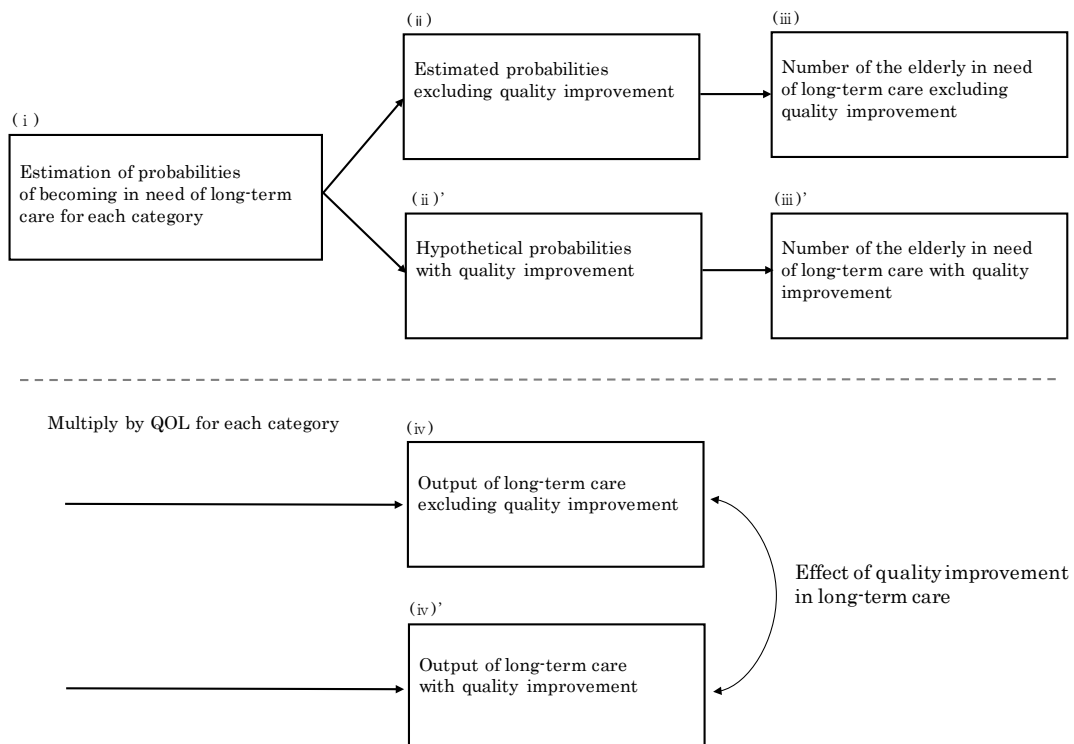 (ⅰ)
Estimation of probabilities
of becoming in need of long-term
care for each category
(ⅱ)
Estimated probabilities
excluding quality improvement
(ⅲ)
Number of the elderly in need
of long-term care excluding
quality improvement
(ⅱ)’
Hypothetical probabilities
with quality improvement
(ⅲ)’
Number of the elderly in need
of long-term care with quality
improvement
Multiply by QOL for each category
(ⅳ)
Output of long-term care
excluding quality improvement
(ⅳ)’
Output of long-term care
with quality improvement
Effect of quality improvement
in long-term care